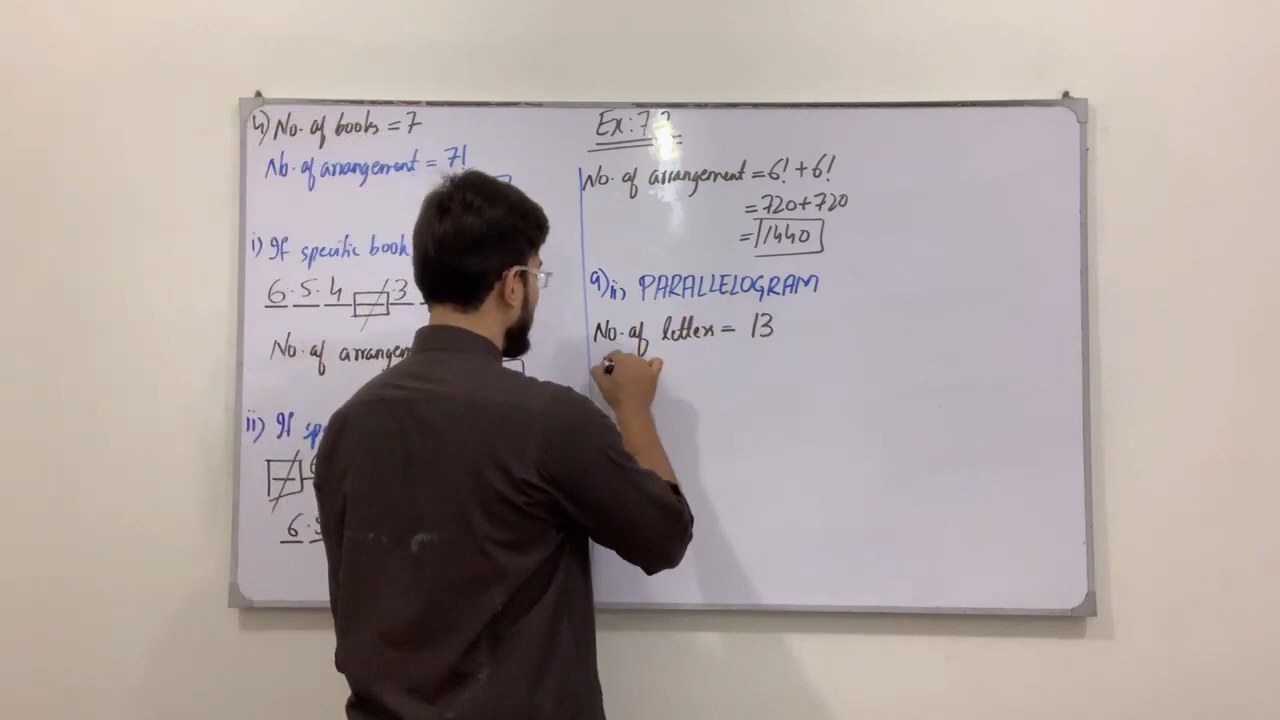 4) No. of books = 7
No. of arrangement = 7!
i) If specific book
6 . 5 . 4 . 3
No. of arrangem
ii) If sp
6 .
Ex: 7.2
No. of arrangement = 6! + 6!
= 720 + 720
= 1440
9) ii) PARALLELOGRAM
No. of letters = 13